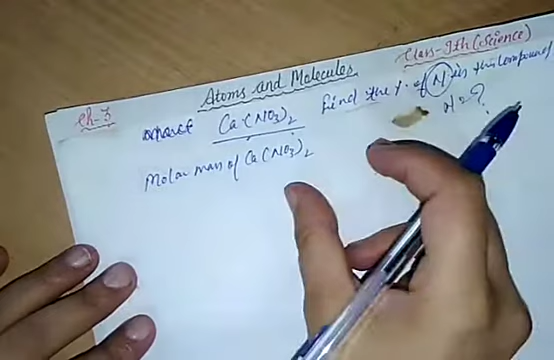 Class-9th (Science)
Ch-3 Atoms and Molecules
Ca(NO3)2 Find the % of N in this compound
N = ?
Molar mass of Ca(NO3)2